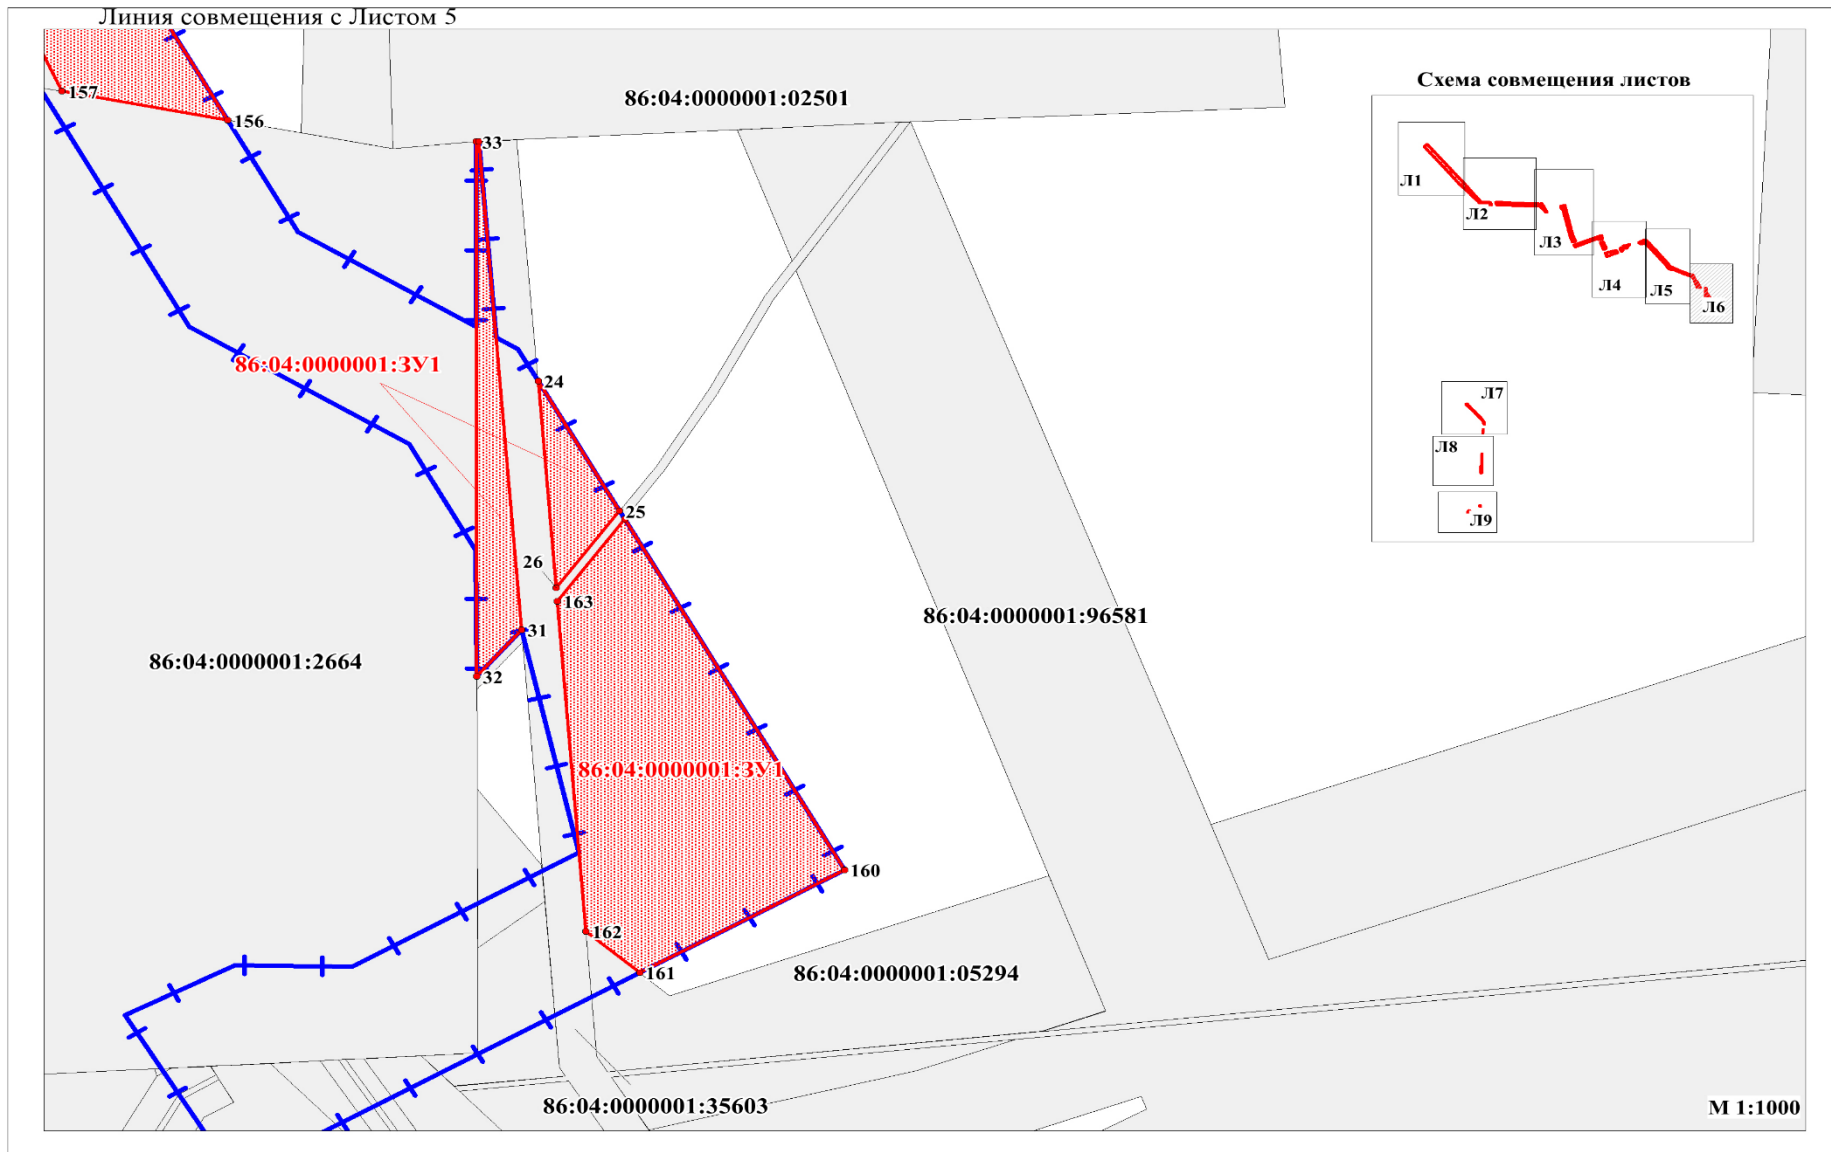 Линия совмещения с Листом 5
Схема совмещения листов
157
156
86:04:0000001:02501
33
Л1
Л2
Л3
Л4
Л5
Л6
86:04:0000001:ЗУ1
24
Л7
Л8
Л9
25
26
163
86:04:0000001:96581
31
86:04:0000001:2664
32
86:04:0000001:ЗУ1
160
162
161
86:04:0000001:05294
86:04:0000001:35603
М 1:1000